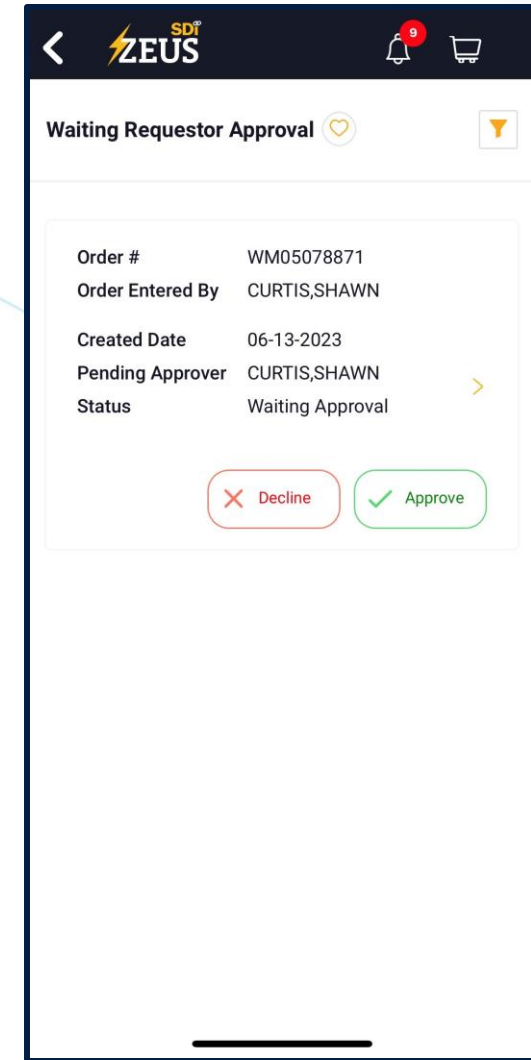 SDi
ZEUS
9
Waiting Requestor Approval
Order # WM05078871
Order Entered By CURTIS,SHAWN
Created Date 06-13-2023
Pending Approver CURTIS,SHAWN
Status Waiting Approval
Decline Approve